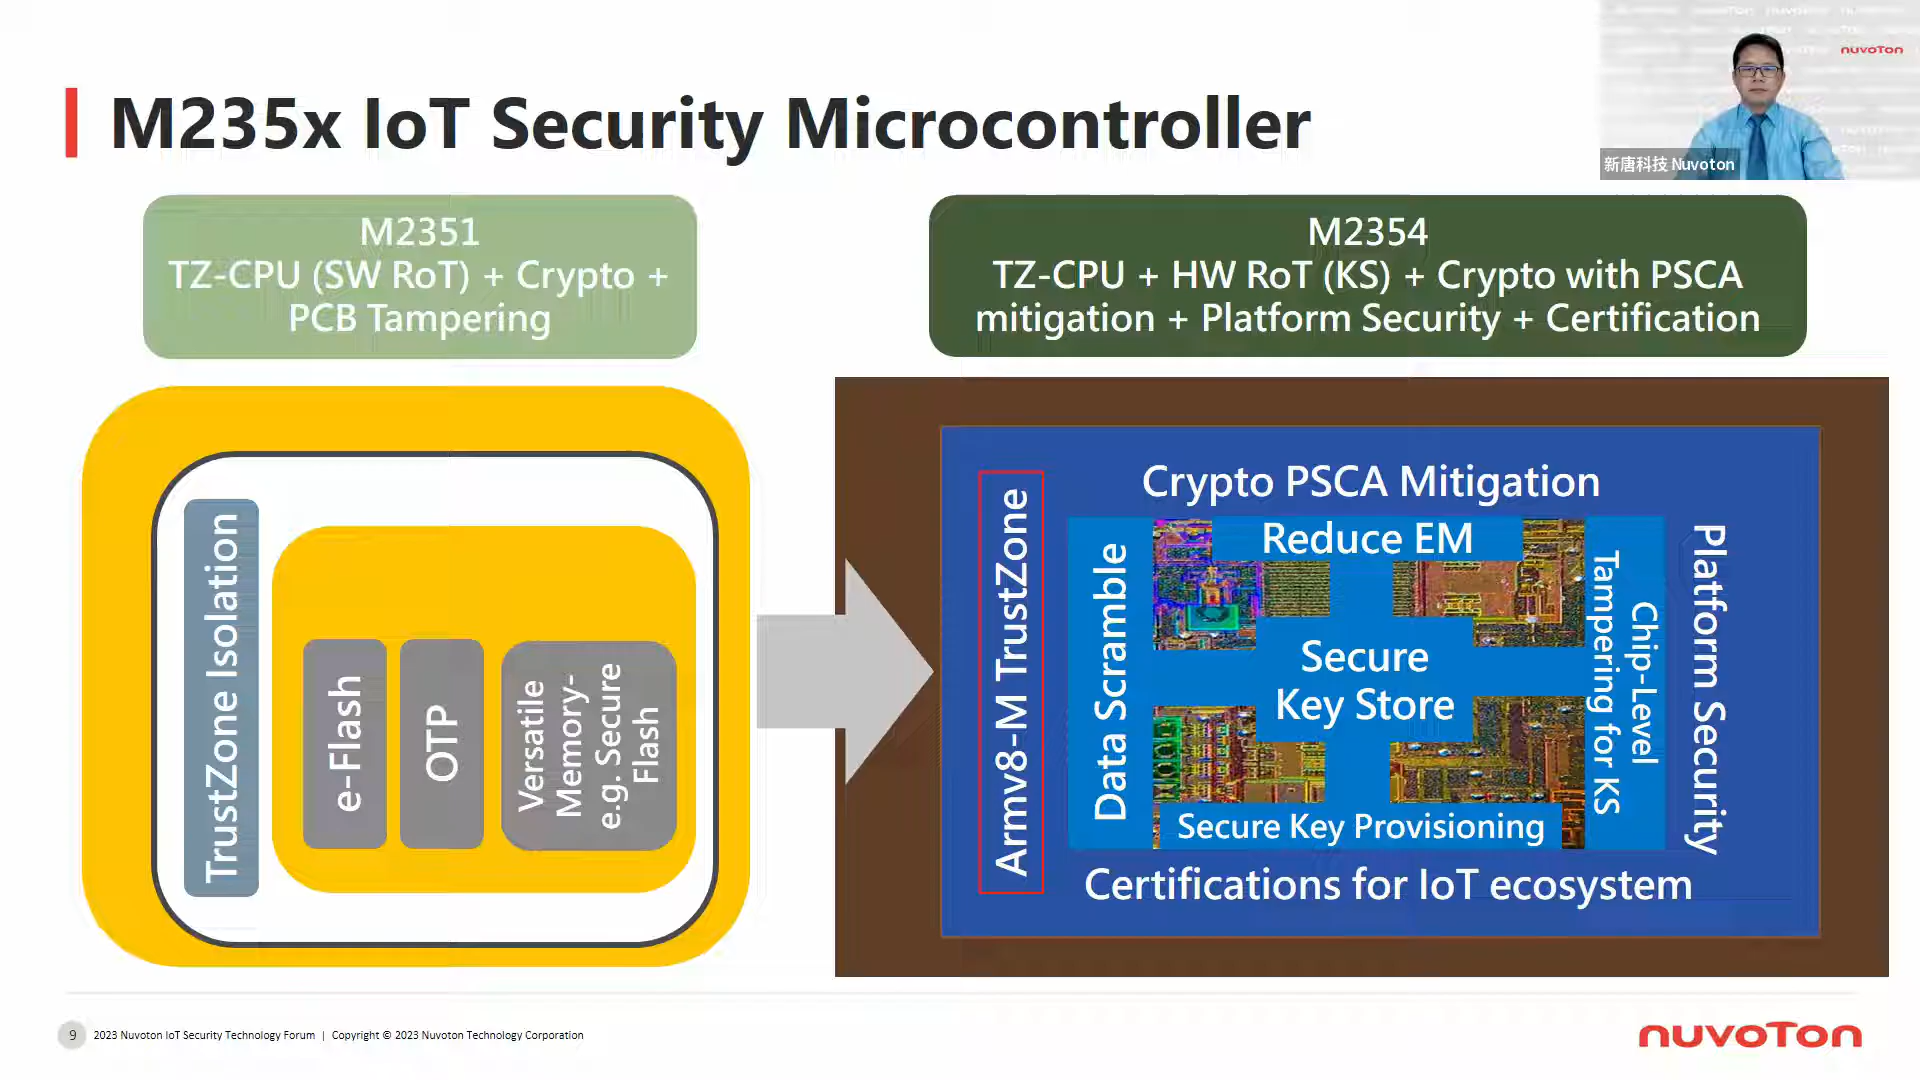 nuvoTon
新唐科技 Nuvoton
M235x IoT Security Microcontroller
M2351
TZ-CPU (SW RoT) + Crypto +
PCB Tampering
M2354
TZ-CPU + HW RoT (KS) + Crypto with PSCA
mitigation + Platform Security + Certification
TrustZone Isolation
e-Flash
OTP
Versatile
Memory-
e.g. Secure
Flash
Armv8-M TrustZone
Crypto PSCA Mitigation
Data Scramble
Reduce EM
Secure
Key Store
Secure Key Provisioning
Chip-Level
Tampering for KS
Platform Security
Certifications for IoT ecosystem
9
2023 Nuvoton IoT Security Technology Forum | Copyright © 2023 Nuvoton Technology Corporation
nuvoTon